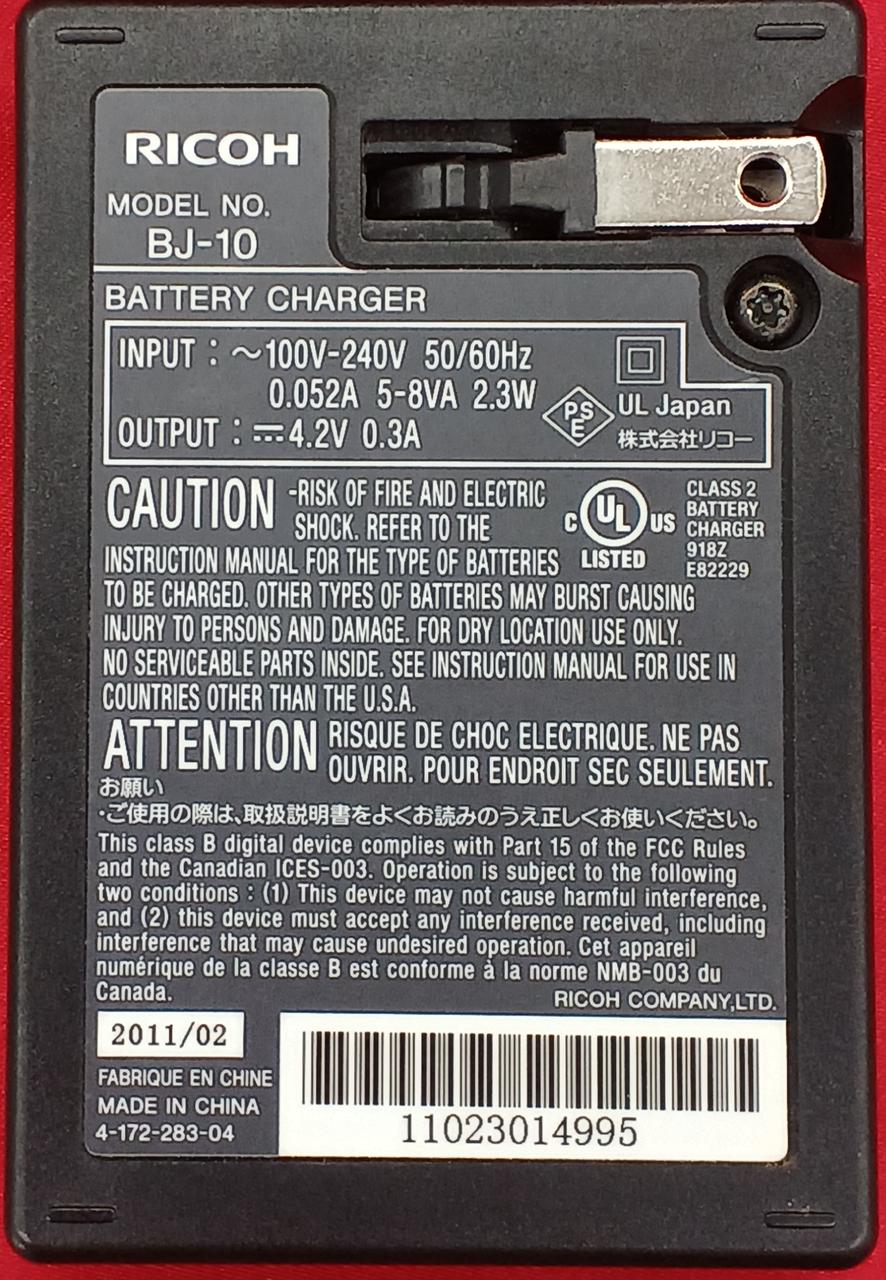 RICOH
MODEL NO.
BJ-10
BATTERY CHARGER
INPUT : ～100V-240V 50/60Hz
0.052A 5-8VA 2.3W
OUTPUT : ⎓4.2V 0.3A
PS
E
UL Japan
株式会社リコー
CAUTION -RISK OF FIRE AND ELECTRIC
SHOCK. REFER TO THE
INSTRUCTION MANUAL FOR THE TYPE OF BATTERIES
TO BE CHARGED. OTHER TYPES OF BATTERIES MAY BURST CAUSING
INJURY TO PERSONS AND DAMAGE. FOR DRY LOCATION USE ONLY.
NO SERVICEABLE PARTS INSIDE. SEE INSTRUCTION MANUAL FOR USE IN
COUNTRIES OTHER THAN THE U.S.A.
C UL US
LISTED
CLASS 2
BATTERY
CHARGER
918Z
E82229
ATTENTION RISQUE DE CHOC ELECTRIQUE. NE PAS
OUVRIR. POUR ENDROIT SEC SEULEMENT.
お願い
・ご使用の際は、取扱説明書をよくお読みのうえ正しくお使いください。
This class B digital device complies with Part 15 of the FCC Rules
and the Canadian ICES-003. Operation is subject to the following
two conditions : (1) This device may not cause harmful interference,
and (2) this device must accept any interference received, including
interference that may cause undesired operation. Cet appareil
numérique de la classe B est conforme à la norme NMB-003 du
Canada.
RICOH COMPANY,LTD.
2011/02
FABRIQUE EN CHINE
MADE IN CHINA
4-172-283-04
11023014995